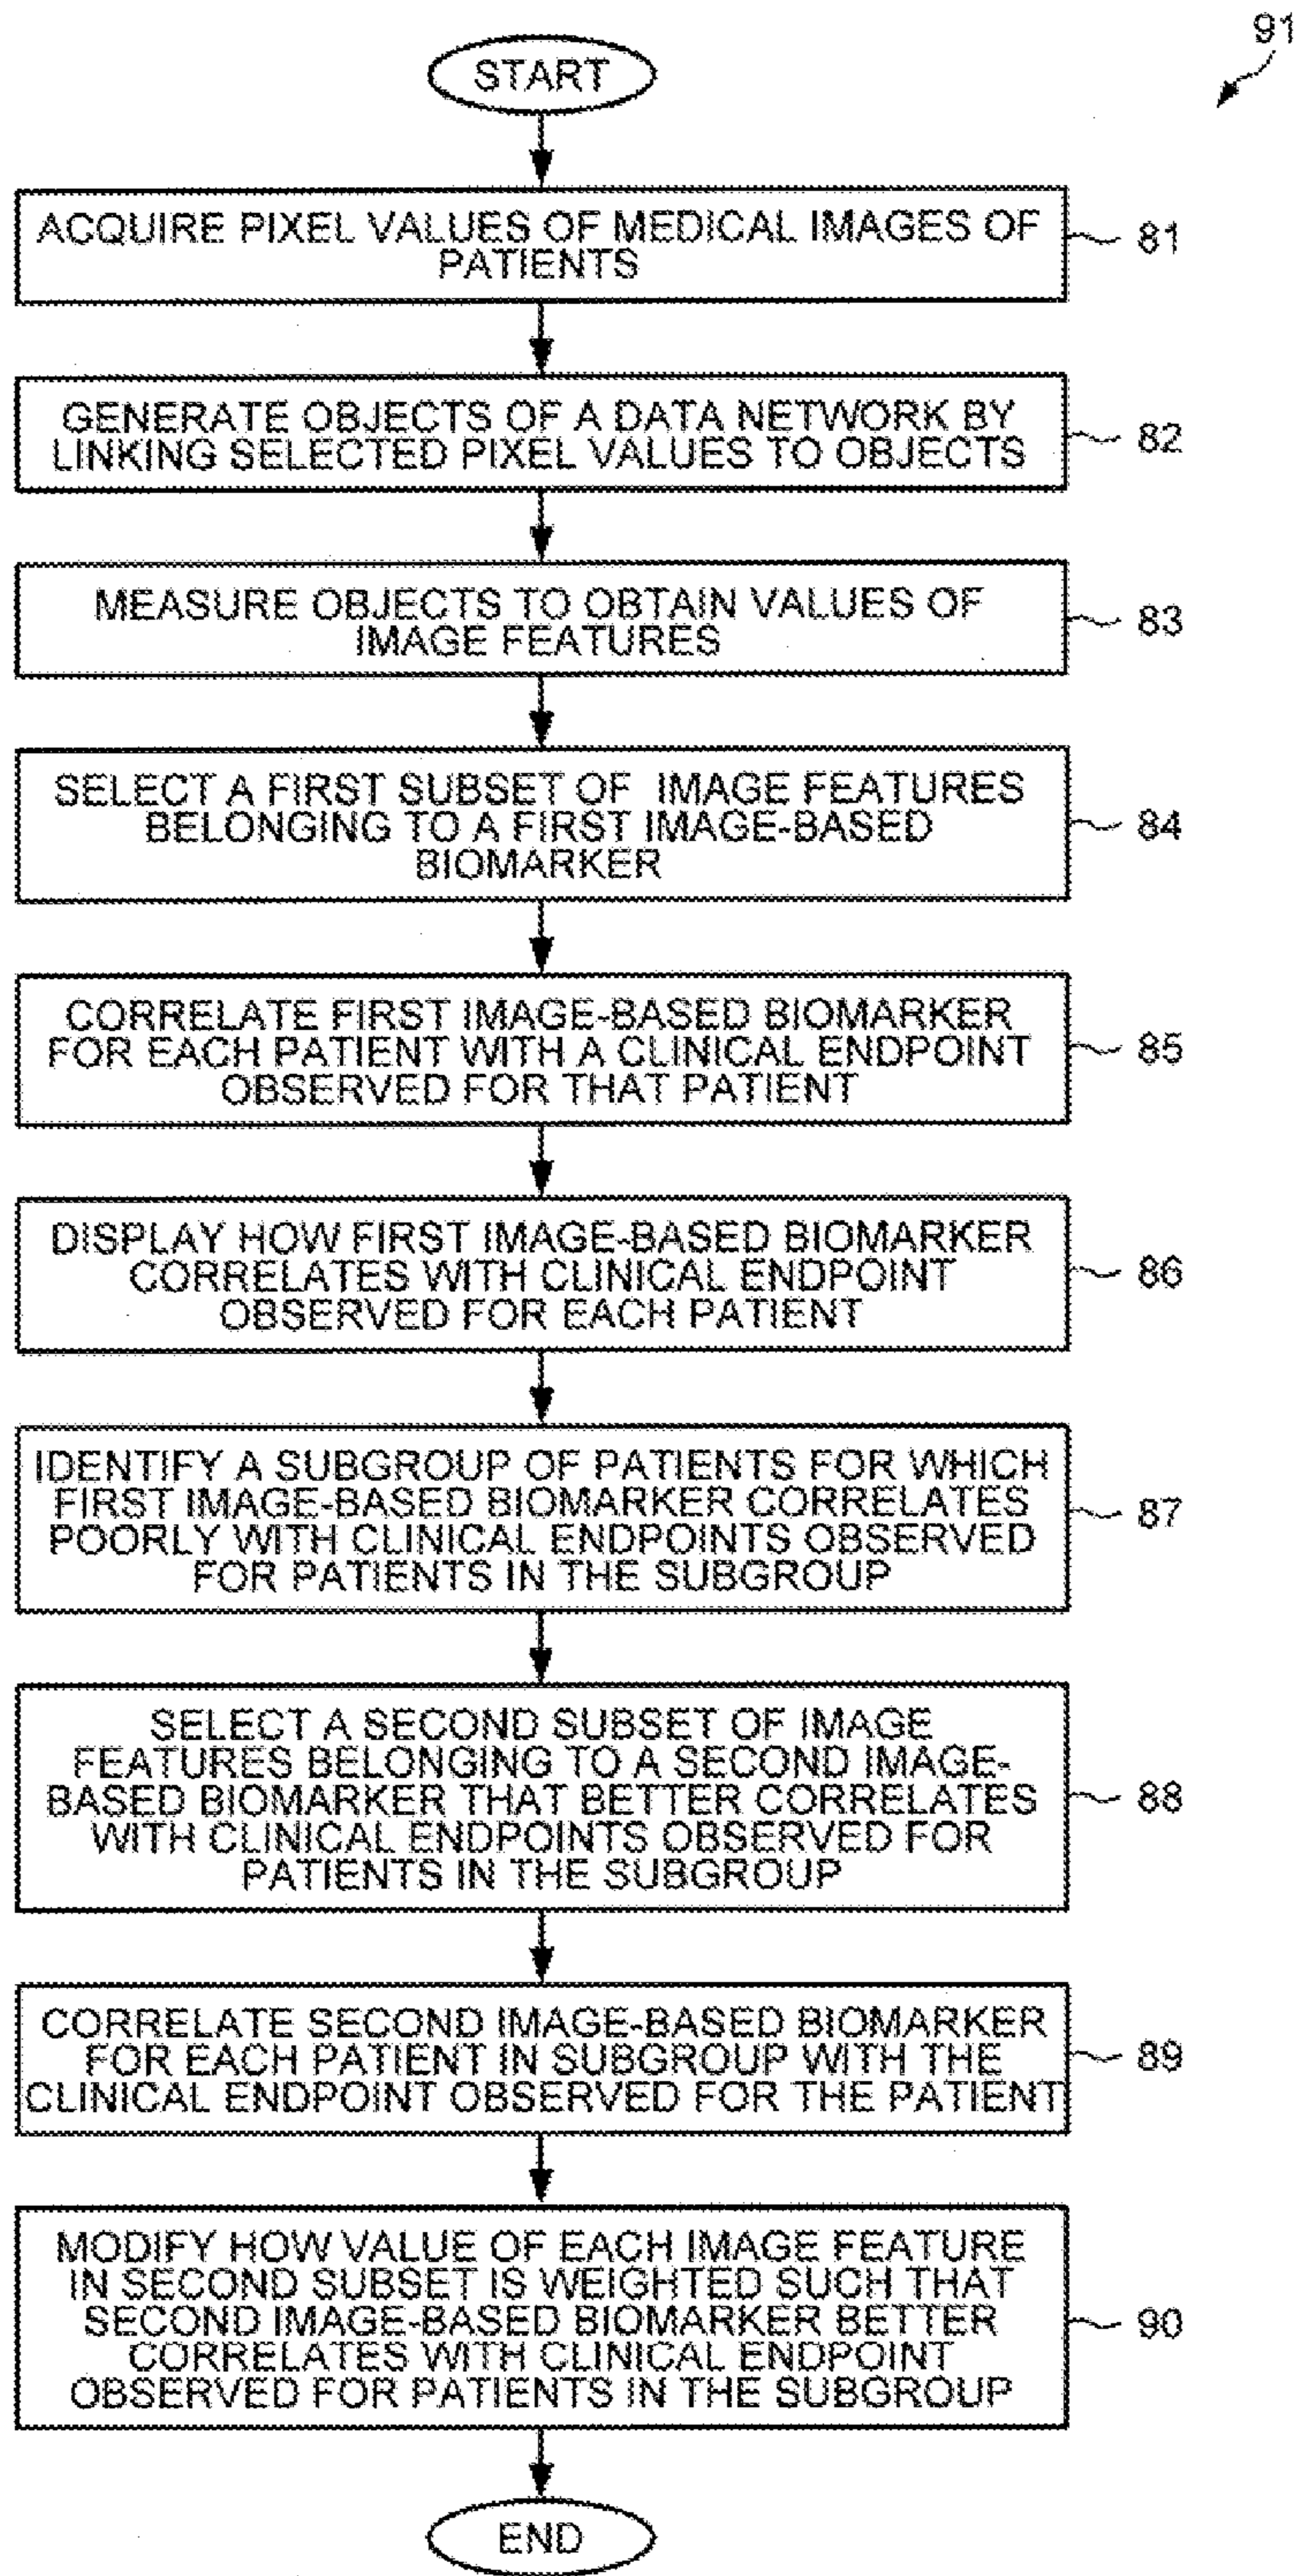 91
START
ACQUIRE PIXEL VALUES OF MEDICAL IMAGES OF
PATIENTS
81
GENERATE OBJECTS OF A DATA NETWORK BY
LINKING SELECTED PIXEL VALUES TO OBJECTS
82
MEASURE OBJECTS TO OBTAIN VALUES OF
IMAGE FEATURES
83
SELECT A FIRST SUBSET OF IMAGE FEATURES
BELONGING TO A FIRST IMAGE-BASED
BIOMARKER
84
CORRELATE FIRST IMAGE-BASED BIOMARKER
FOR EACH PATIENT WITH A CLINICAL ENDPOINT
OBSERVED FOR THAT PATIENT
85
DISPLAY HOW FIRST IMAGE-BASED BIOMARKER
CORRELATES WITH CLINICAL ENDPOINT
OBSERVED FOR EACH PATIENT
86
IDENTIFY A SUBGROUP OF PATIENTS FOR WHICH
FIRST IMAGE-BASED BIOMARKER CORRELATES
POORLY WITH CLINICAL ENDPOINTS OBSERVED
FOR PATIENTS IN THE SUBGROUP
87
SELECT A SECOND SUBSET OF IMAGE
FEATURES BELONGING TO A SECOND IMAGE-
BASED BIOMARKER THAT BETTER CORRELATES
WITH CLINICAL ENDPOINTS OBSERVED FOR
PATIENTS IN THE SUBGROUP
88
CORRELATE SECOND IMAGE-BASED BIOMARKER
FOR EACH PATIENT IN SUBGROUP WITH THE
CLINICAL ENDPOINT OBSERVED FOR THE PATIENT
89
MODIFY HOW VALUE OF EACH IMAGE FEATURE
IN SECOND SUBSET IS WEIGHTED SUCH THAT
SECOND IMAGE-BASED BIOMARKER BETTER
CORRELATES WITH CLINICAL ENDPOINT
OBSERVED FOR PATIENTS IN THE SUBGROUP
90
END